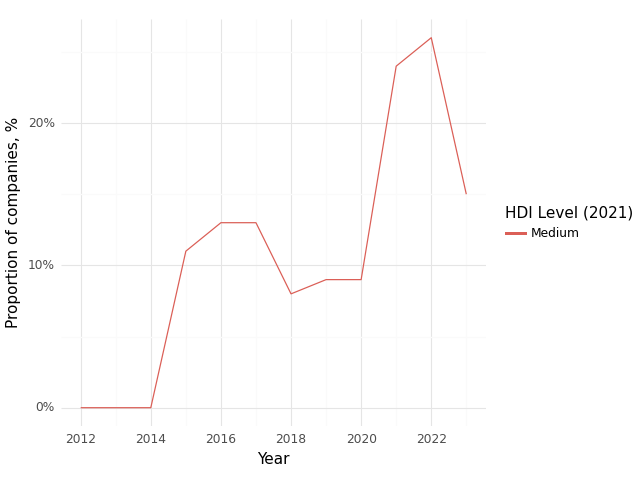 Proportion of companies, %
20%
10%
0%
2012 2014 2016 2018 2020 2022
Year
HDI Level (2021)
Medium